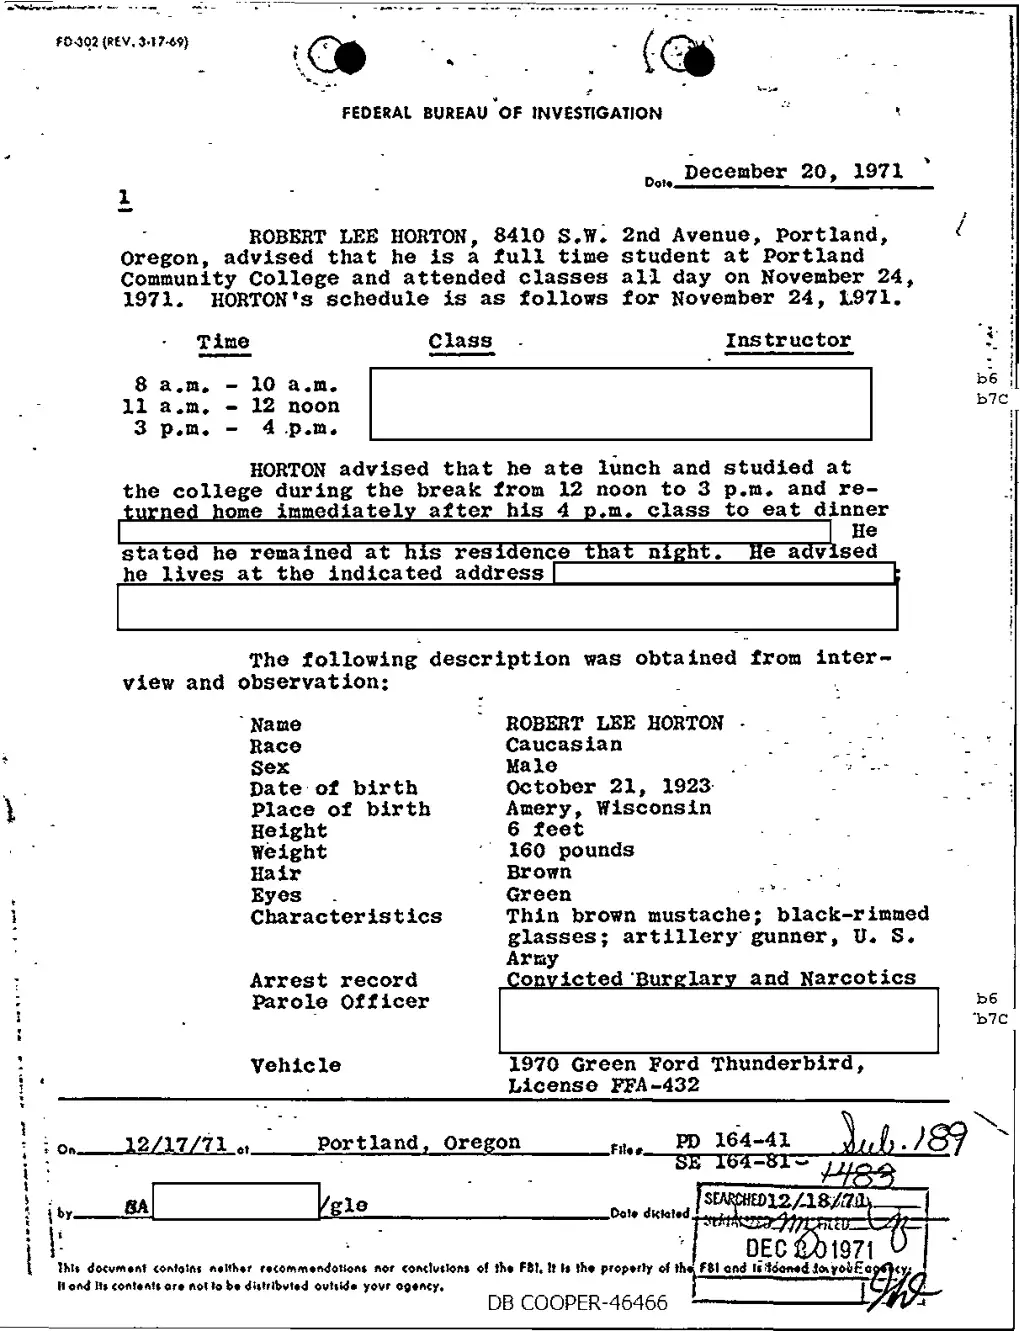 FD-302 (REV. 3-17-69)
FEDERAL BUREAU OF INVESTIGATION
Date December 20, 1971
1
ROBERT LEE HORTON, 8410 S.W. 2nd Avenue, Portland,
Oregon, advised that he is a full time student at Portland
Community College and attended classes all day on November 24,
1971. HORTON's schedule is as follows for November 24, 1971.
Time Class Instructor
8 a.m. - 10 a.m.
b6
11 a.m. - 12 noon
b7C
3 p.m. - 4 p.m.
HORTON advised that he ate lunch and studied at
the college during the break from 12 noon to 3 p.m. and re-
turned home immediately after his 4 p.m. class to eat dinner
He
stated he remained at his residence that night. He advised
he lives at the indicated address ;
The following description was obtained from inter-
view and observation:
Name ROBERT LEE HORTON
Race Caucasian
Sex Male
Date of birth October 21, 1923
Place of birth Amery, Wisconsin
Height 6 feet
Weight 160 pounds
Hair Brown
Eyes Green
Characteristics Thin brown mustache; black-rimmed
glasses; artillery gunner, U. S.
Army
Arrest record Convicted Burglary and Narcotics
Parole Officer
b6
b7C
Vehicle 1970 Green Ford Thunderbird,
License FFA-432
On 12/17/71 at Portland, Oregon File # PD 164-41 Sub. 189
SE 164-81-
1483
by SA /gle Date dictated 12/18/71
SEARCHED
FILED
DEC 20 1971
This document contains neither recommendations nor conclusions of the FBI. It is the property of the FBI and is loaned to your agency;
it and its contents are not to be distributed outside your agency.
DB COOPER-46466